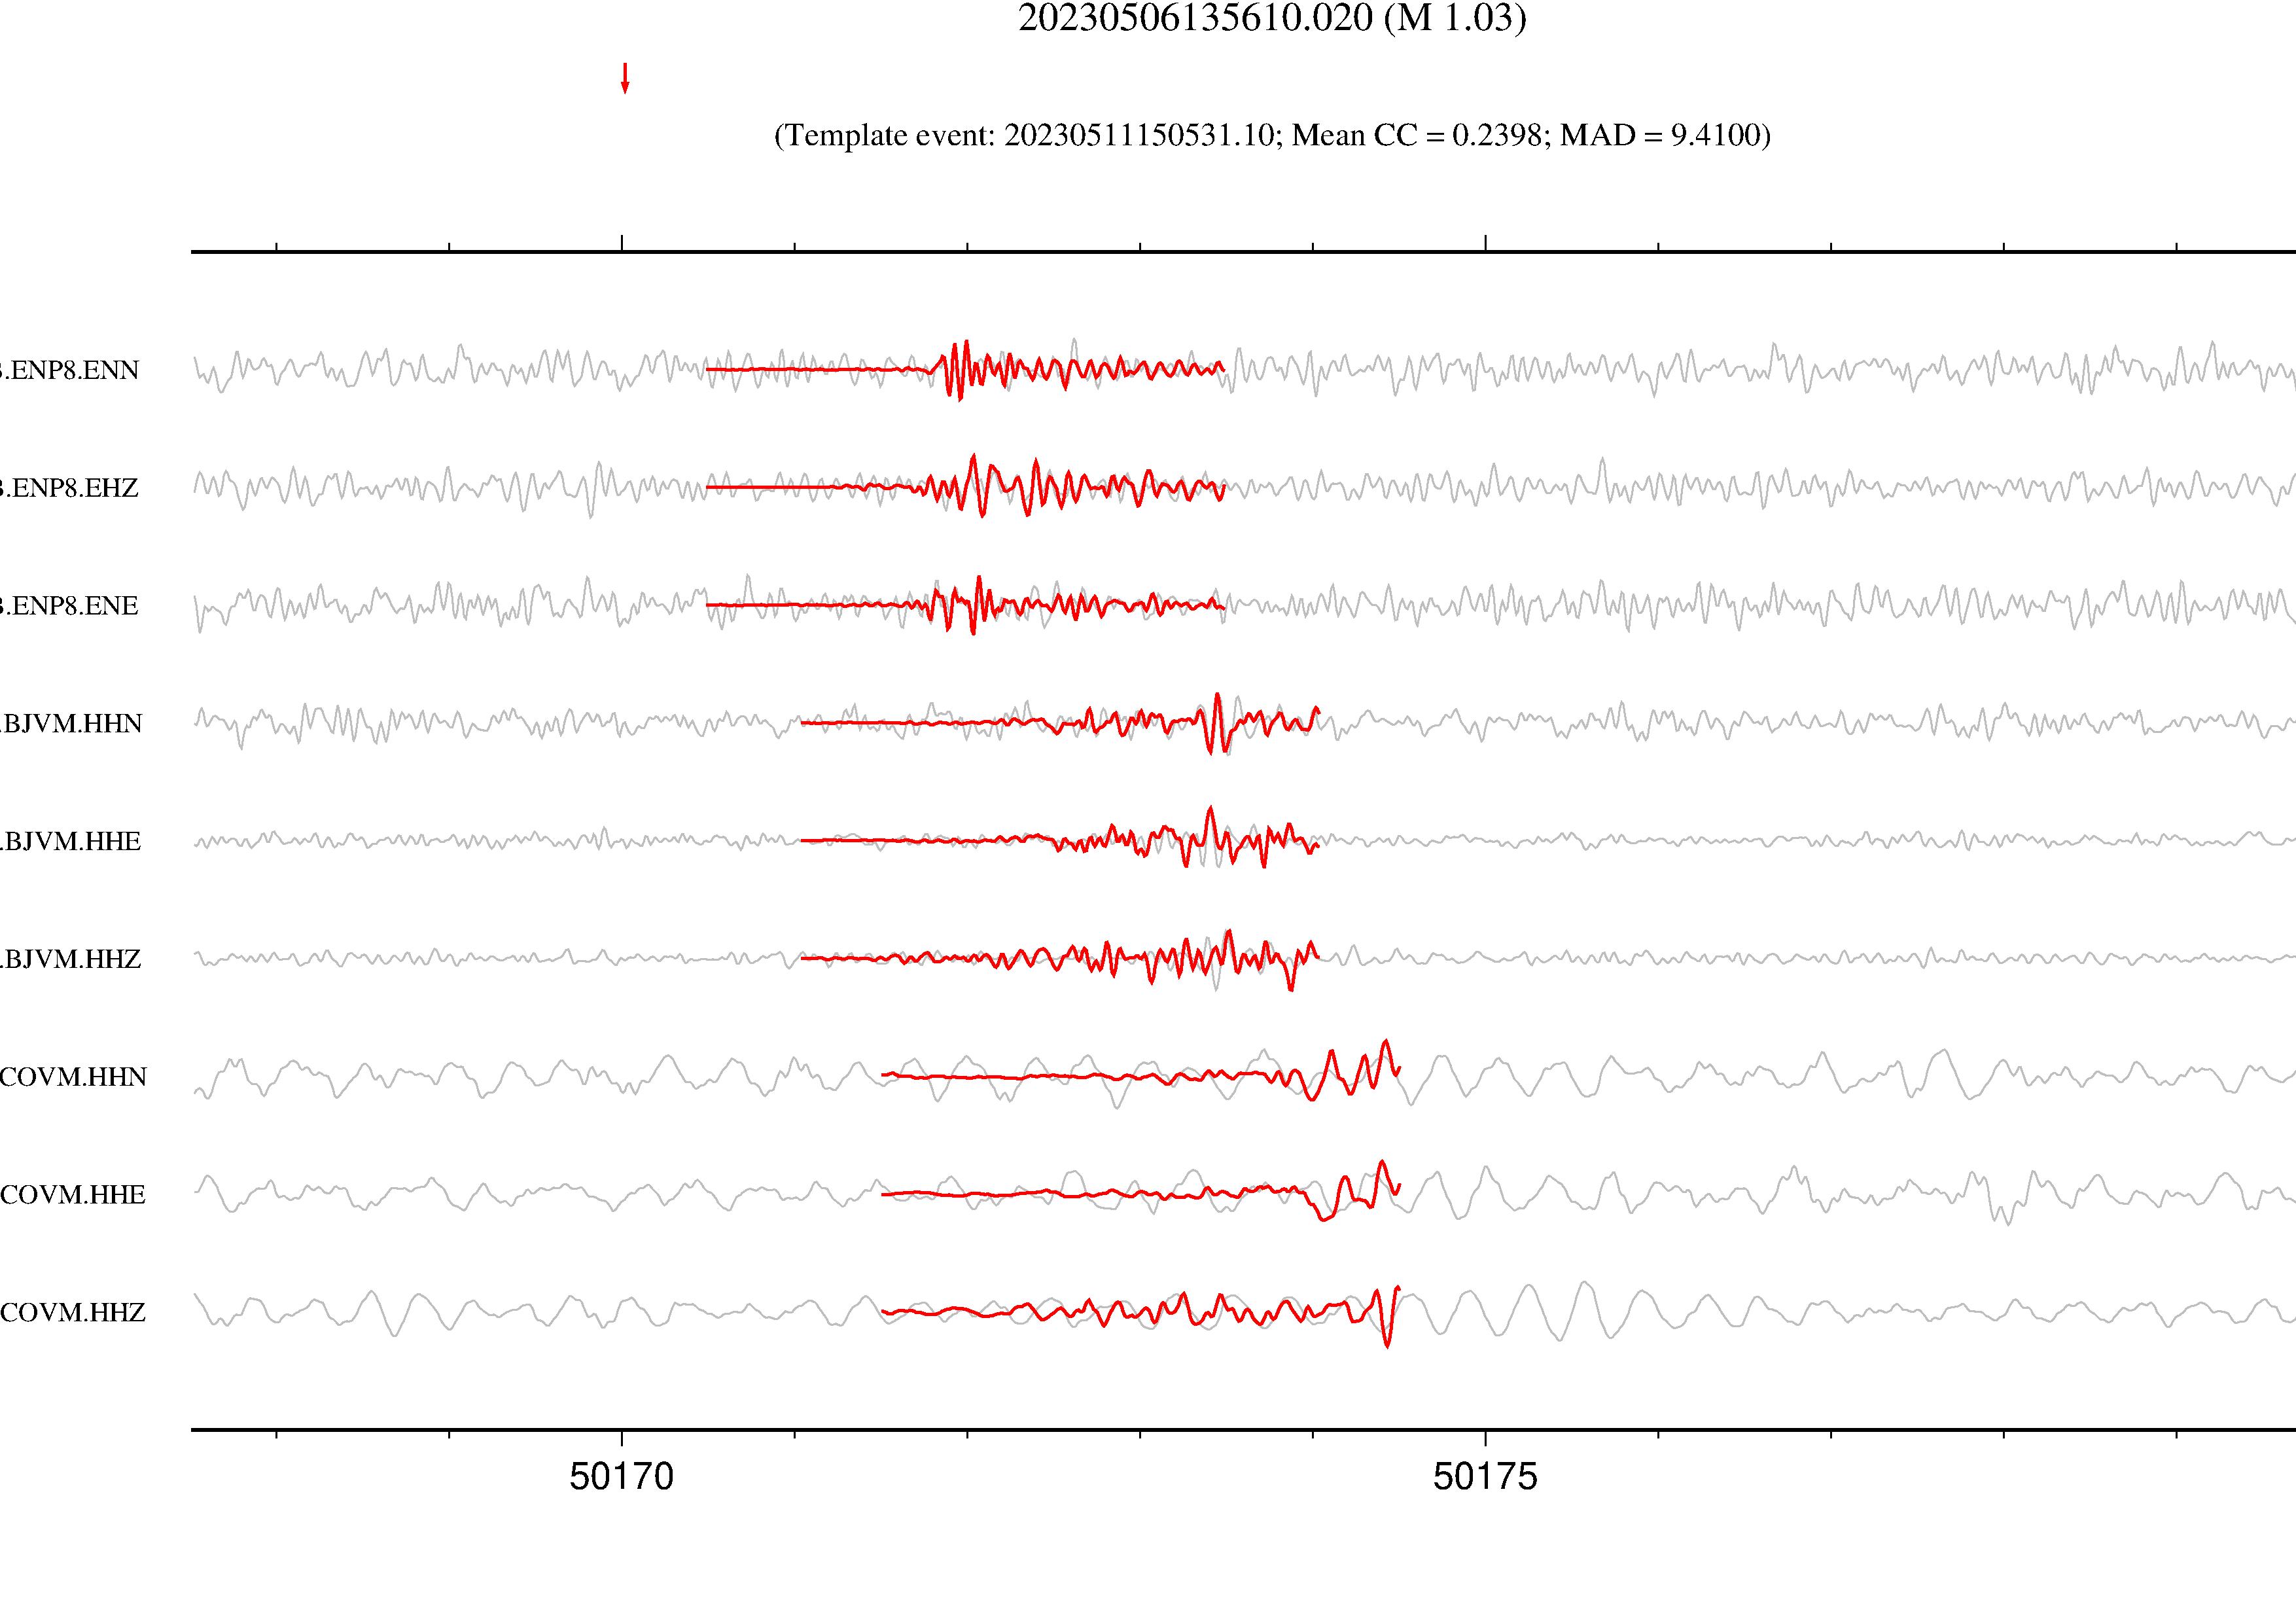 20230506135610.020 (M 1.03)
(Template event: 20230511150531.10; Mean CC = 0.2398; MAD = 9.4100)
.ENP8.ENN
.ENP8.EHZ
.ENP8.ENE
.BJVM.HHN
.BJVM.HHE
.BJVM.HHZ
COVM.HHN
COVM.HHE
COVM.HHZ
50170 50175